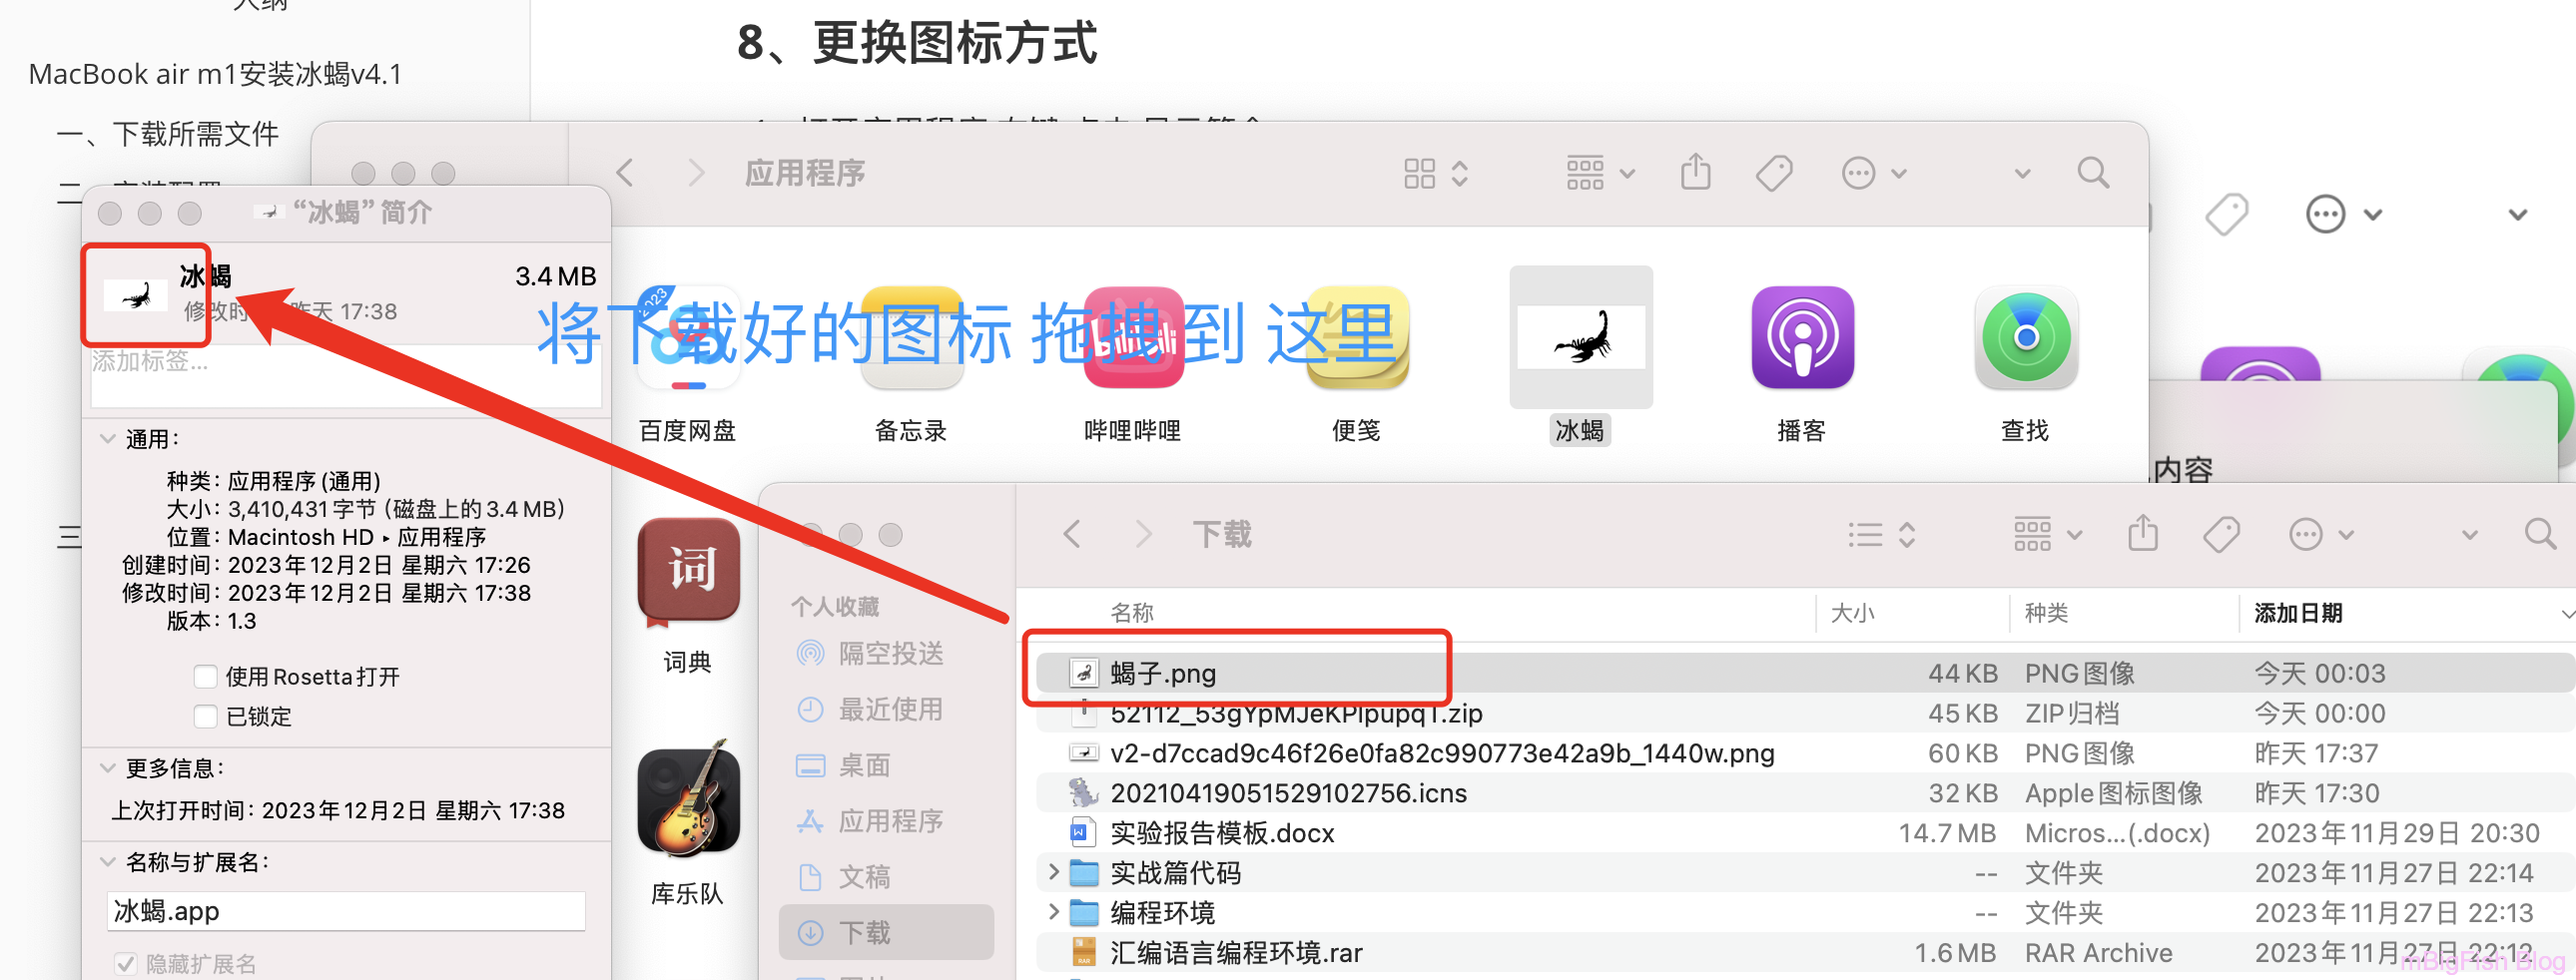 大纲
MacBook air m1安装冰蝎v4.1
一、下载所需文件
8、更换图标方式
应用程序
“冰蝎”简介
冰蝎
3.4 MB
昨天 17:38
添加标签...
将下载好的图标 拖拽 到 这里
百度网盘
备忘录
哔哩哔哩
便笺
冰蝎
播客
查找
内容
通用：
种类：应用程序 (通用)
大小：3,410,431 字节（磁盘上的 3.4 MB）
位置：Macintosh HD ▸ 应用程序
创建时间：2023年12月2日 星期六 17:26
修改时间：2023年12月2日 星期六 17:38
版本：1.3
使用 Rosetta 打开
已锁定
更多信息：
上次打开时间：2023年12月2日 星期六 17:38
名称与扩展名：
冰蝎.app
隐藏扩展名
三
词
词典
库乐队
下载
个人收藏
隔空投送
最近使用
桌面
应用程序
文稿
下载
名称 大小 种类 添加日期
蝎子.png 44 KB PNG图像 今天 00:03
52112_53gYpMJeKPlpupqT.zip 45 KB ZIP归档 今天 00:00
v2-d7ccad9c46f26e0fa82c990773e42a9b_1440w.png 60 KB PNG图像 昨天 17:37
20210419051529102756.icns 32 KB Apple图标图像 昨天 17:30
实验报告模板.docx 14.7 MB Micros...(.docx) 2023年11月29日 20:30
实战篇代码 -- 文件夹 2023年11月27日 22:14
编程环境 -- 文件夹 2023年11月27日 22:13
汇编语言编程环境.rar 1.6 MB RAR Archive 2023年11月27日 22:12
mBigFish Blog